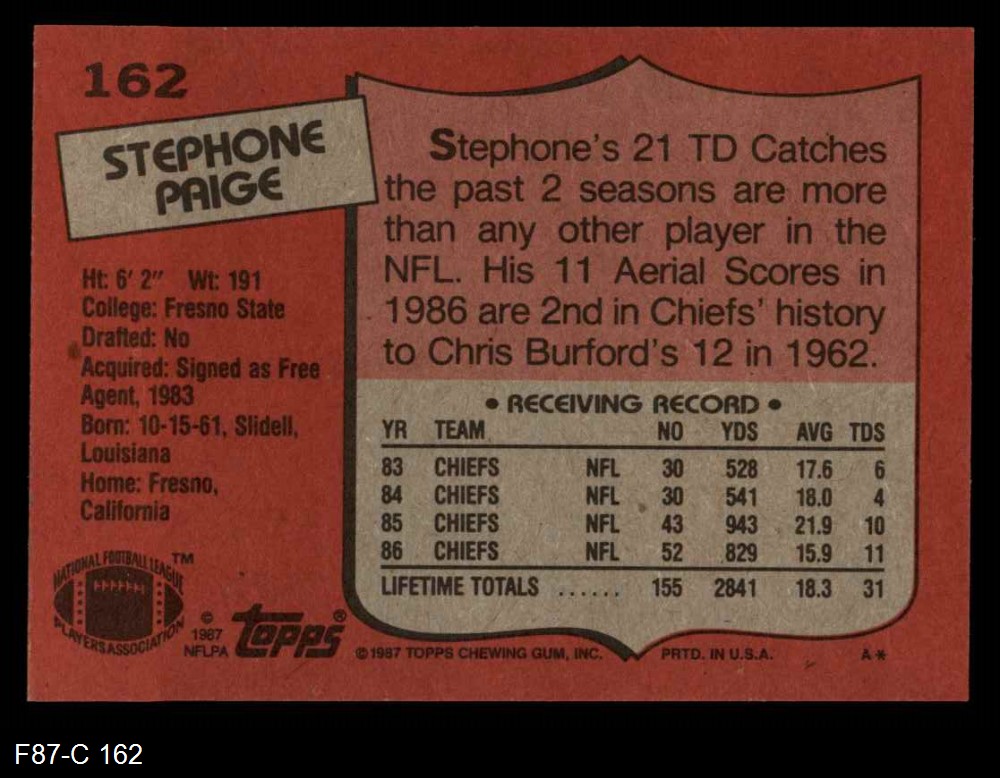 162
STEPHONE
PAIGE
Ht: 6' 2" Wt: 191
College: Fresno State
Drafted: No
Acquired: Signed as Free
Agent, 1983
Born: 10-15-61, Slidell,
Louisiana
Home: Fresno,
California
Stephone's 21 TD Catches
the past 2 seasons are more
than any other player in the
NFL. His 11 Aerial Scores in
1986 are 2nd in Chiefs' history
to Chris Burford's 12 in 1962.
• RECEIVING RECORD •
YR TEAM NO YDS AVG TDS
83 CHIEFS NFL 30 528 17.6 6
84 CHIEFS NFL 30 541 18.0 4
85 CHIEFS NFL 43 943 21.9 10
86 CHIEFS NFL 52 829 15.9 11
LIFETIME TOTALS ...... 155 2841 18.3 31
NATIONAL FOOTBALL LEAGUE ™
PLAYERS ASSOCIATION
©
1987
NFLPA
topps®
© 1987 TOPPS CHEWING GUM, INC. PRTD. IN U.S.A. A*
F87-C 162